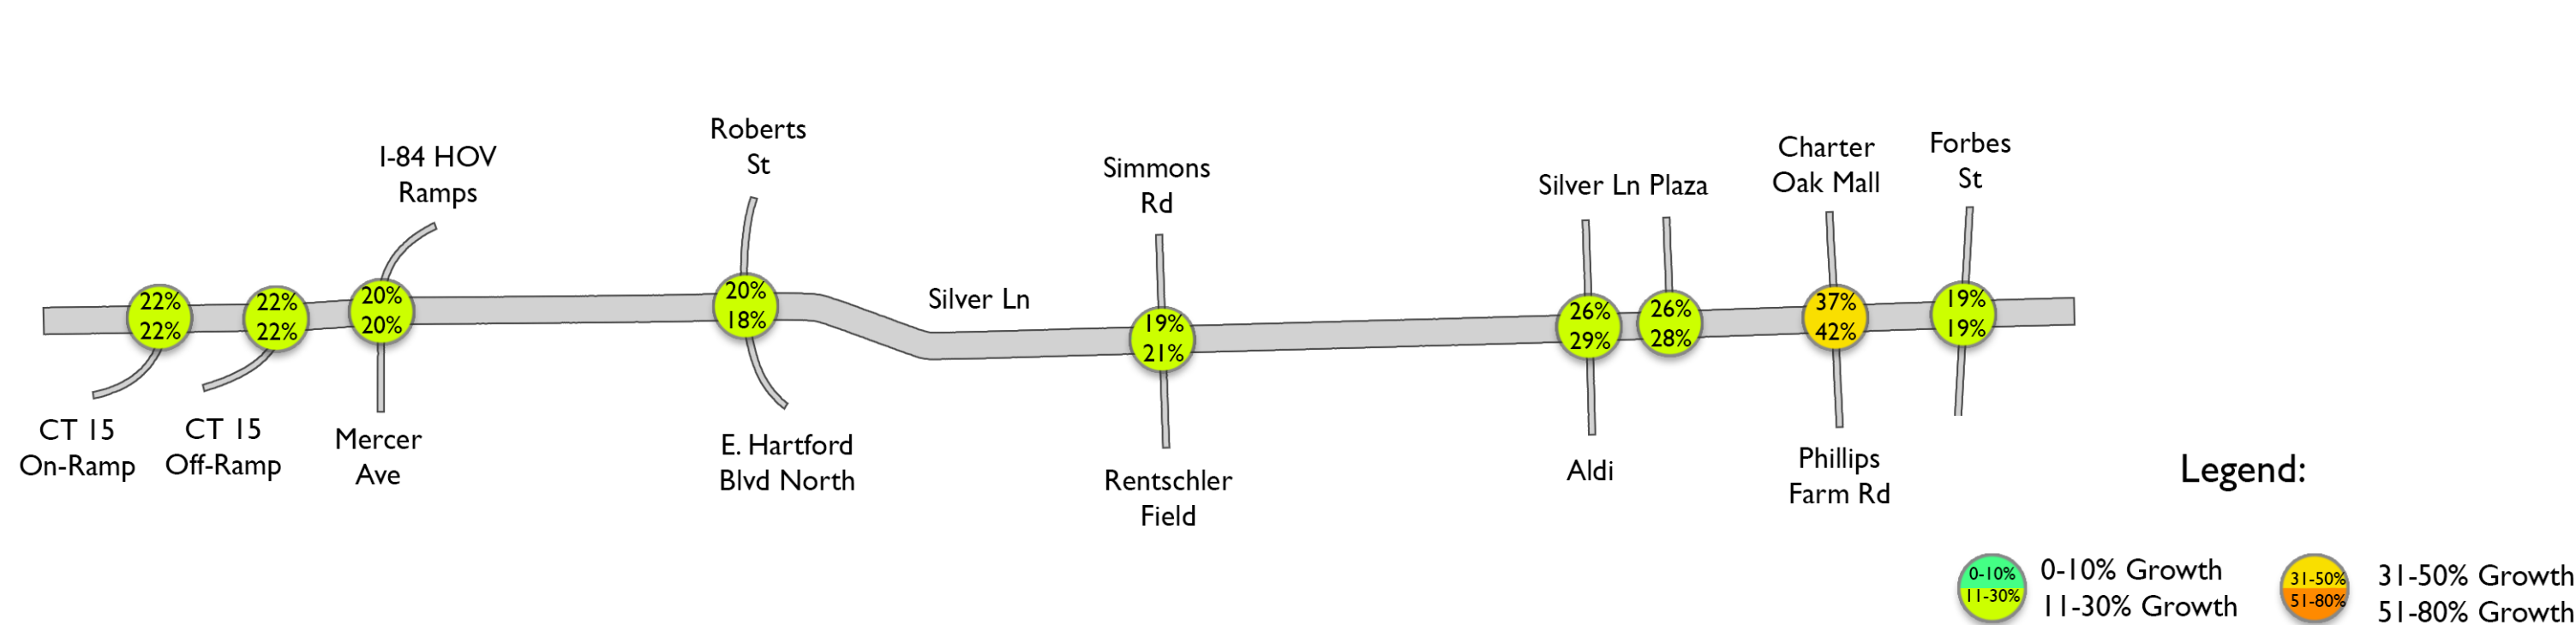 I-84 HOV
Ramps
Roberts
St
Simmons
Rd
Silver Ln Plaza
Charter
Oak Mall
Forbes
St
Silver Ln
22%
22%
22%
22%
20%
20%
20%
18%
19%
21%
26%
29%
26%
28%
37%
42%
19%
19%
CT 15
On-Ramp
CT 15
Off-Ramp
Mercer
Ave
E. Hartford
Blvd North
Rentschler
Field
Aldi
Phillips
Farm Rd
Legend:
0-10%
11-30%
0-10% Growth
11-30% Growth
31-50%
51-80%
31-50% Growth
51-80% Growth